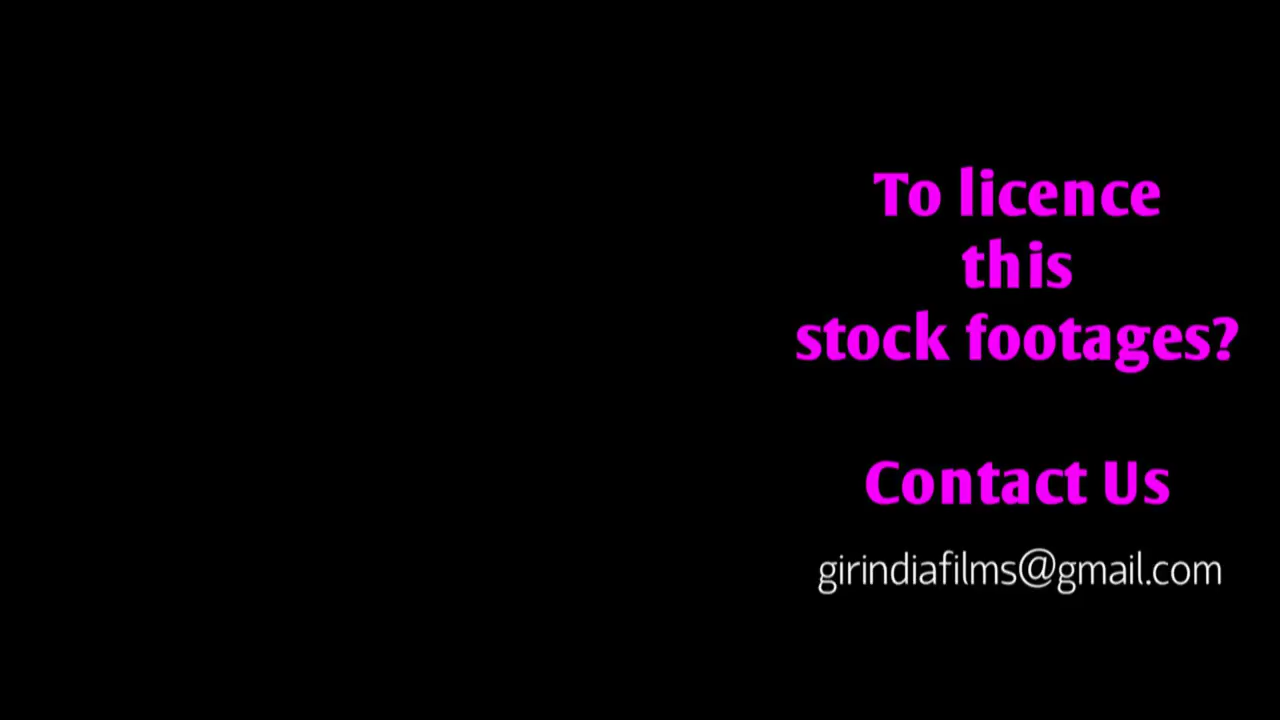 To licence
this
stock footages?
Contact Us
girindiafilms@gmail.com